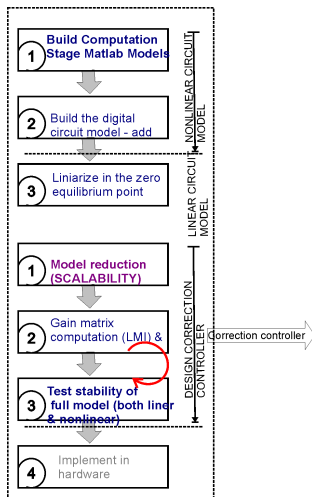 1
Build Computation
Stage Matlab Models
2
Build the digital
circuit model - add
3
Liniarize in the zero
equilibrium point
1
Model reduction
(SCALABILITY)
2
Gain matrix
computation (LMI) &
3
Test stability of
full model (both liner
& nonlinear)
4
Implement in
hardware
NONLINEAR CIRCUIT
MODEL
LINEAR CIRCUIT
MODEL
DESIGN CORRECTION
CONTROLLER
Correction controller